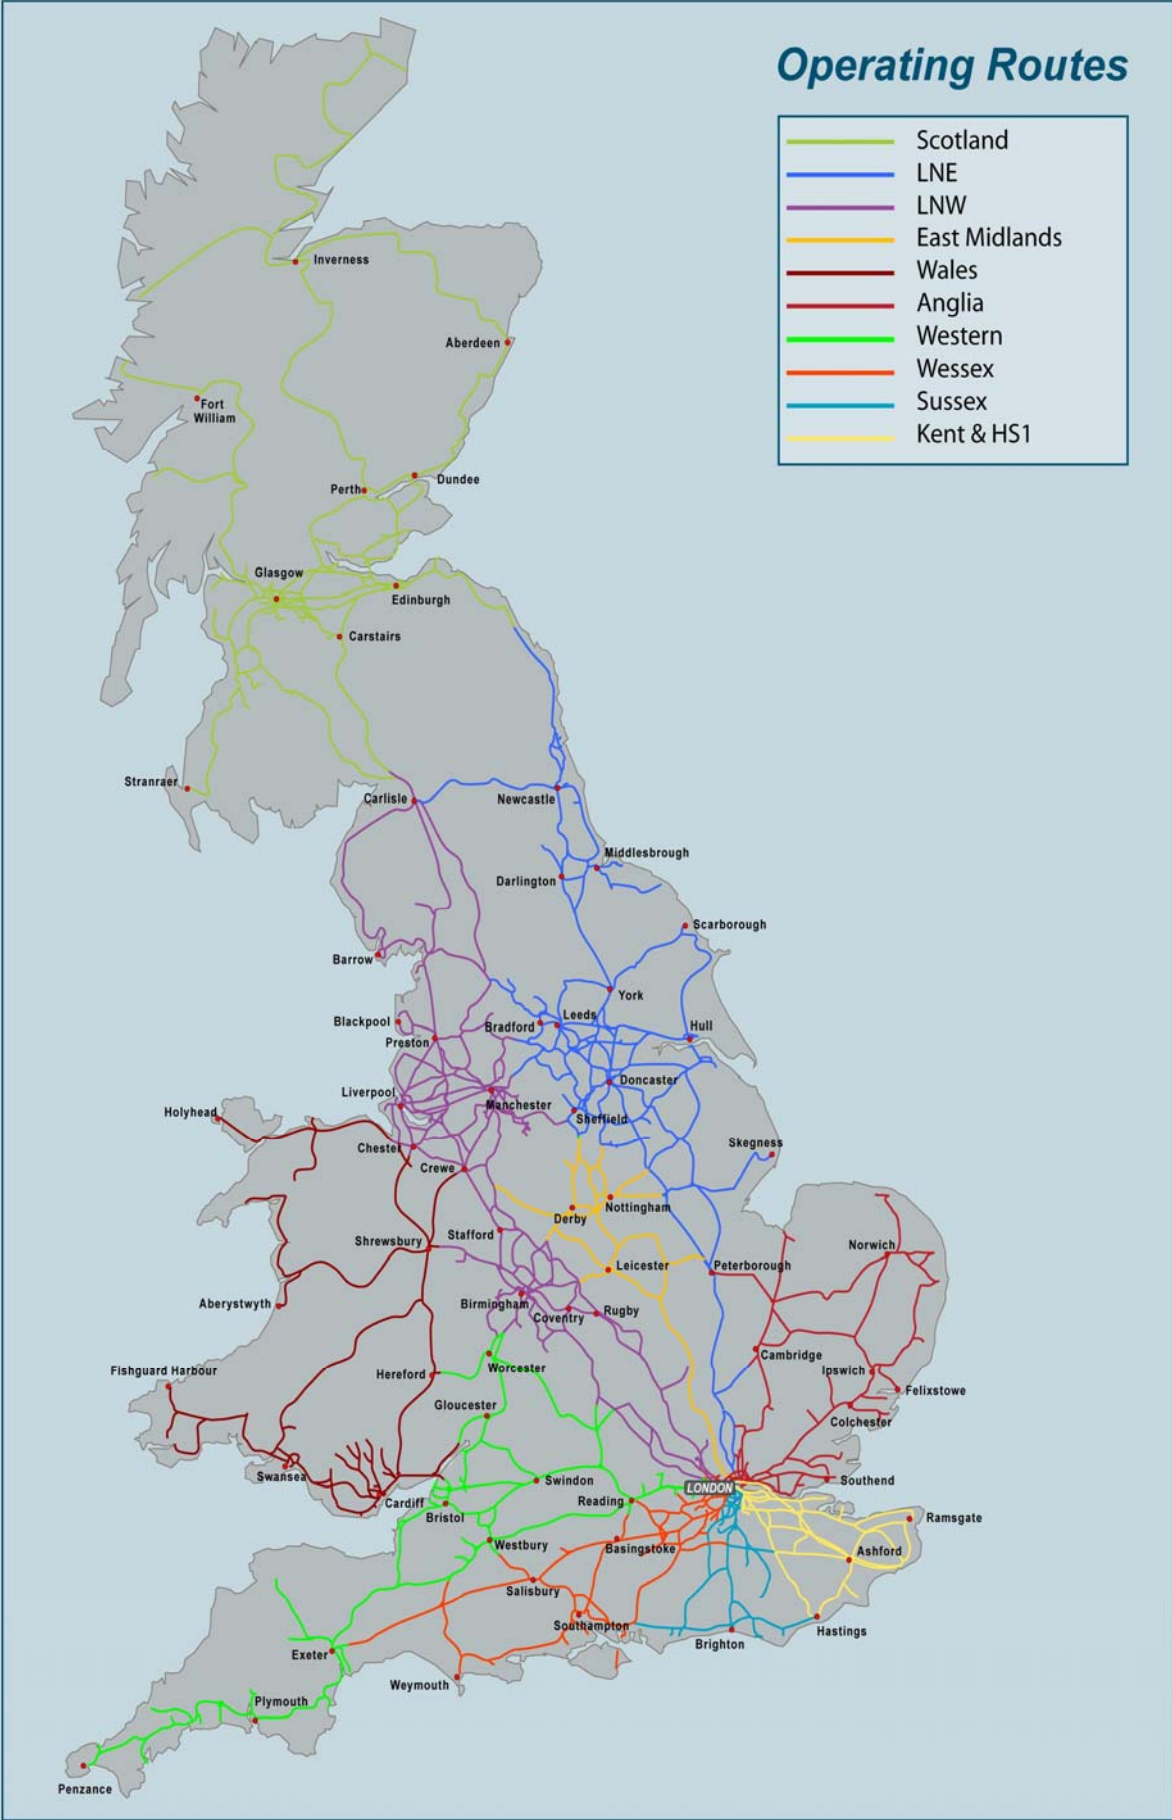 Operating Routes
Scotland
LNE
LNW
East Midlands
Wales
Anglia
Western
Wessex
Sussex
Kent & HS1
Inverness
Aberdeen
Fort
William
Dundee
Perth
Glasgow
Edinburgh
Carstairs
Stranraer
Carlisle
Newcastle
Middlesbrough
Darlington
Scarborough
Barrow
York
Blackpool
Leeds
Bradford
Hull
Preston
Doncaster
Liverpool
Manchester
Holyhead
Sheffield
Skegness
Chester
Crewe
Nottingham
Derby
Stafford
Shrewsbury
Norwich
Leicester
Peterborough
Aberystwyth
Birmingham
Rugby
Coventry
Cambridge
Worcester
Fishguard Harbour
Hereford
Ipswich
Felixstowe
Gloucester
Colchester
Swansea
Swindon
Southend
LONDON
Cardiff
Reading
Bristol
Ramsgate
Westbury
Basingstoke
Ashford
Salisbury
Southampton
Hastings
Brighton
Exeter
Weymouth
Plymouth
Penzance